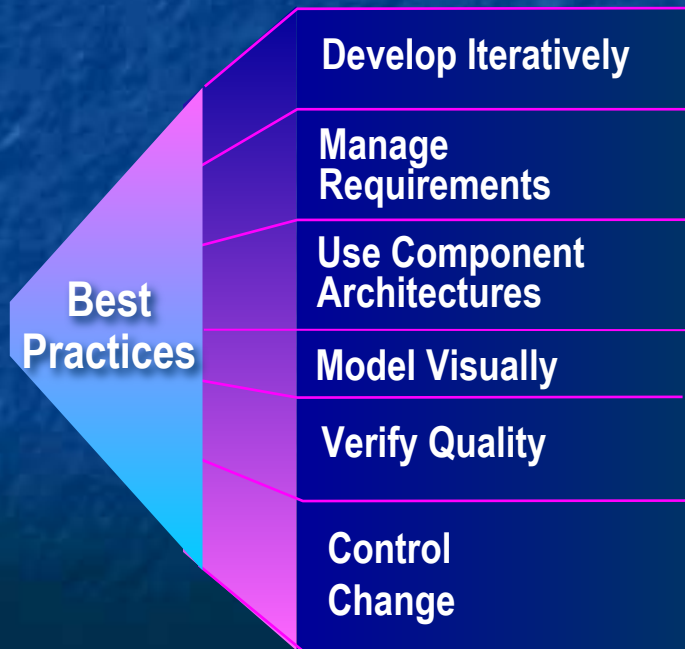 Best
Practices
Develop Iteratively
Manage
Requirements
Use Component
Architectures
Model Visually
Verify Quality
Control
Change